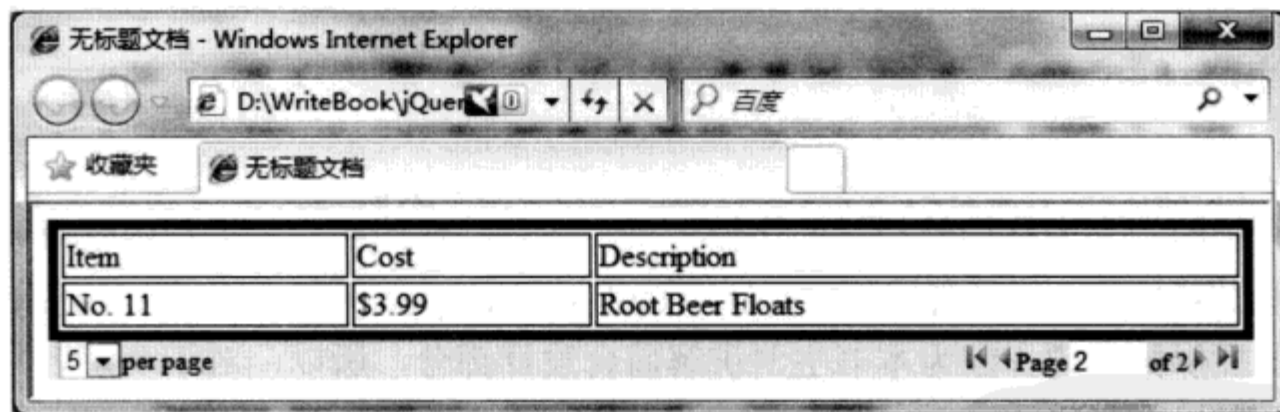 无标题文档 - Windows Internet Explorer
D:\WriteBook\jQuer
百度
收藏夹
无标题文档
Item Cost Description
No. 11 $3.99 Root Beer Floats
5 per page Page 2 of 2